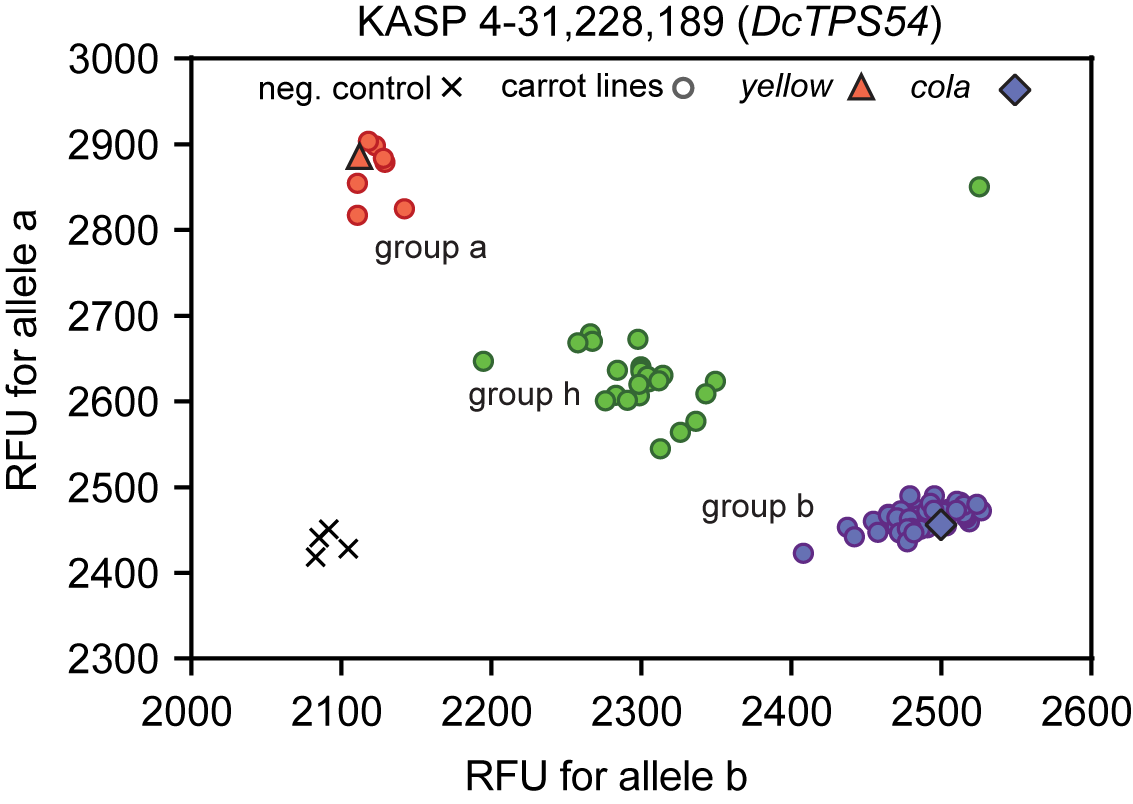 KASP 4-31,228,189 (DcTPS54)
neg. control carrot lines yellow cola
3000
2900
2800
2700
2600
2500
2400
2300
RFU for allele a
group a
group h
group b
2000 2100 2200 2300 2400 2500 2600
RFU for allele b